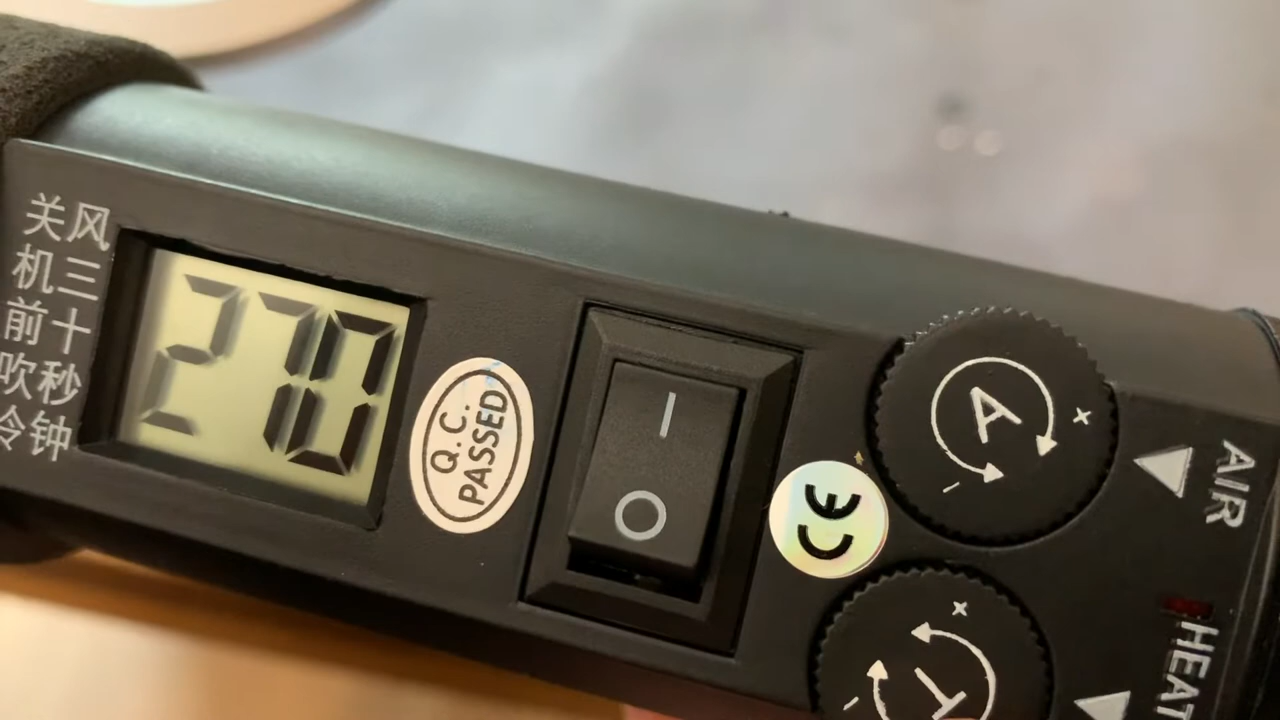 关风
机三
前十
吹秒
冷钟
270
Q.C.
PASSED
I
O
CE
A
+
-
AIR
T
+
-
HEAT